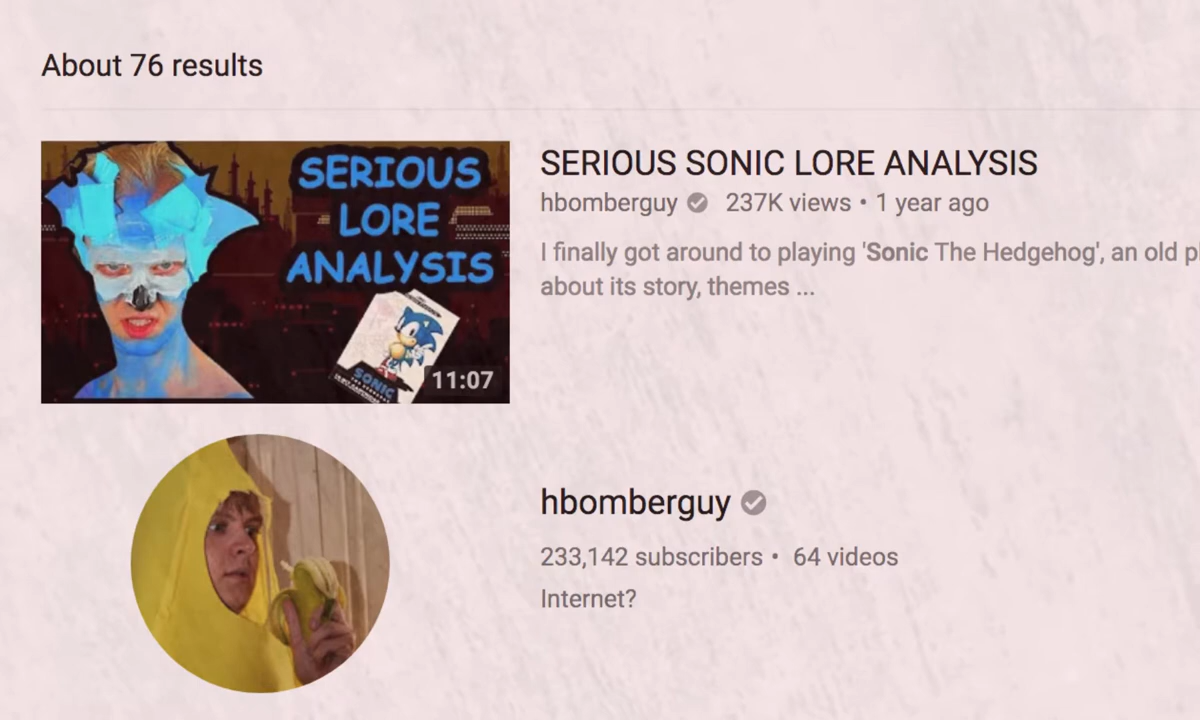 About 76 results
SERIOUS
LORE
ANALYSIS
SONIC
11:07
SERIOUS SONIC LORE ANALYSIS
hbomberguy 237K views • 1 year ago
I finally got around to playing 'Sonic The Hedgehog', an old
about its story, themes ...
hbomberguy
233,142 subscribers • 64 videos
Internet?